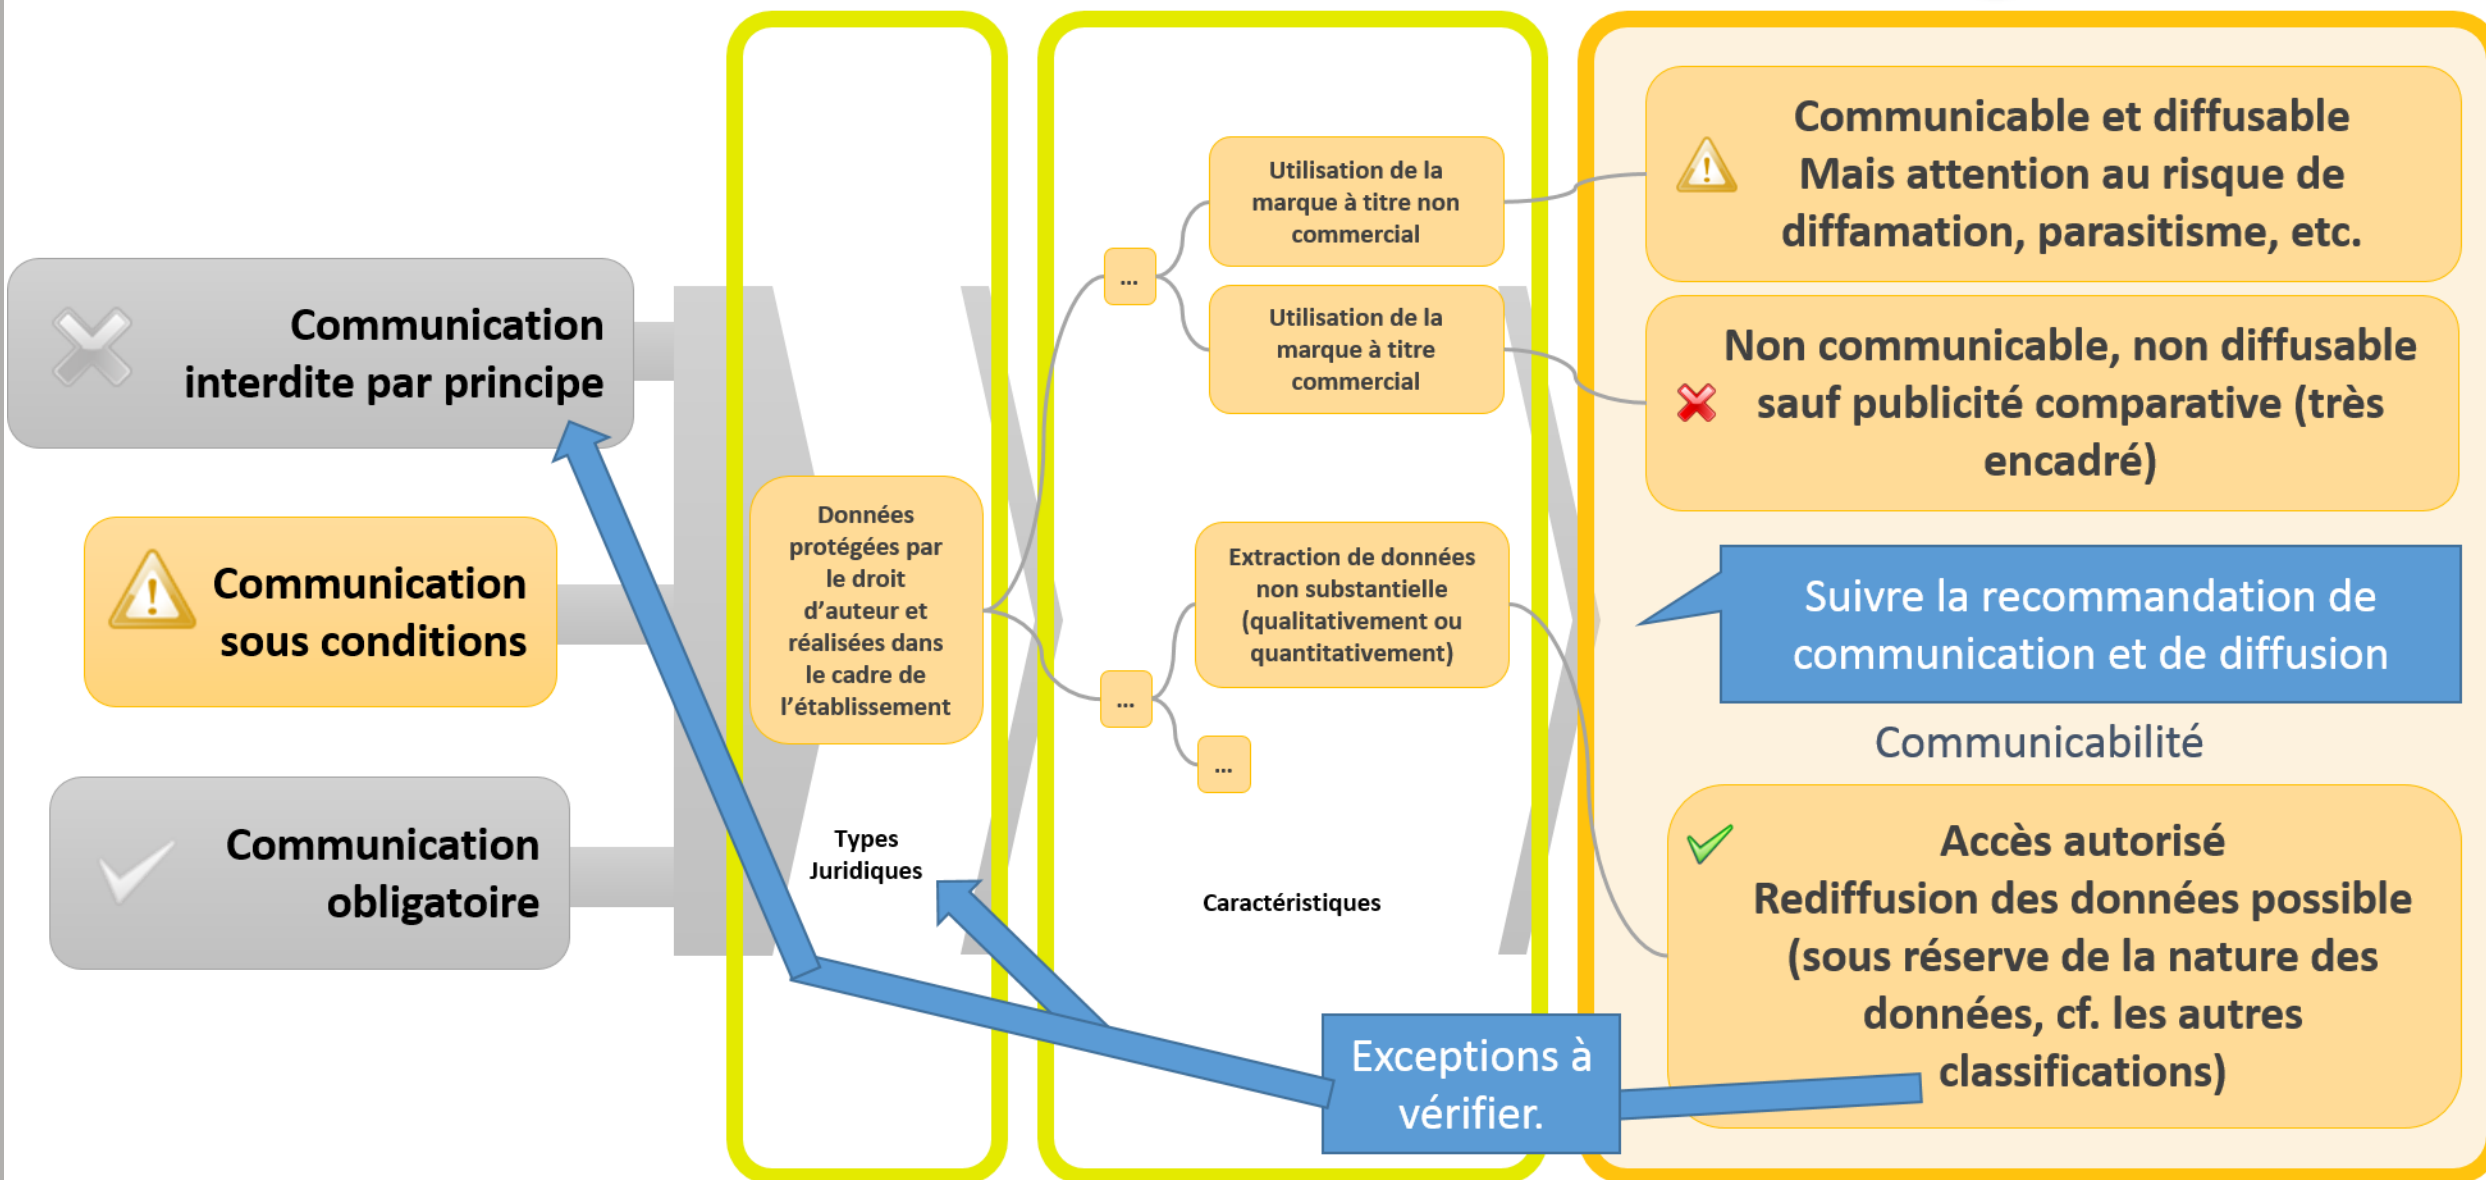 Communication
interdite par principe
Communication
sous conditions
Communication
obligatoire
Données
protégées par
le droit
d’auteur et
réalisées dans
le cadre de
l’établissement
Types
Juridiques
...
Utilisation de la
marque à titre non
commercial
Utilisation de la
marque à titre
commercial
...
Extraction de données
non substantielle
(qualitativement ou
quantitativement)
...
Caractéristiques
Communicable et diffusable
Mais attention au risque de
diffamation, parasitisme, etc.
Non communicable, non diffusable
sauf publicité comparative (très
encadré)
Suivre la recommandation de
communication et de diffusion
Communicabilité
Accès autorisé
Rediffusion des données possible
(sous réserve de la nature des
données, cf. les autres
classifications)
Exceptions à
vérifier.